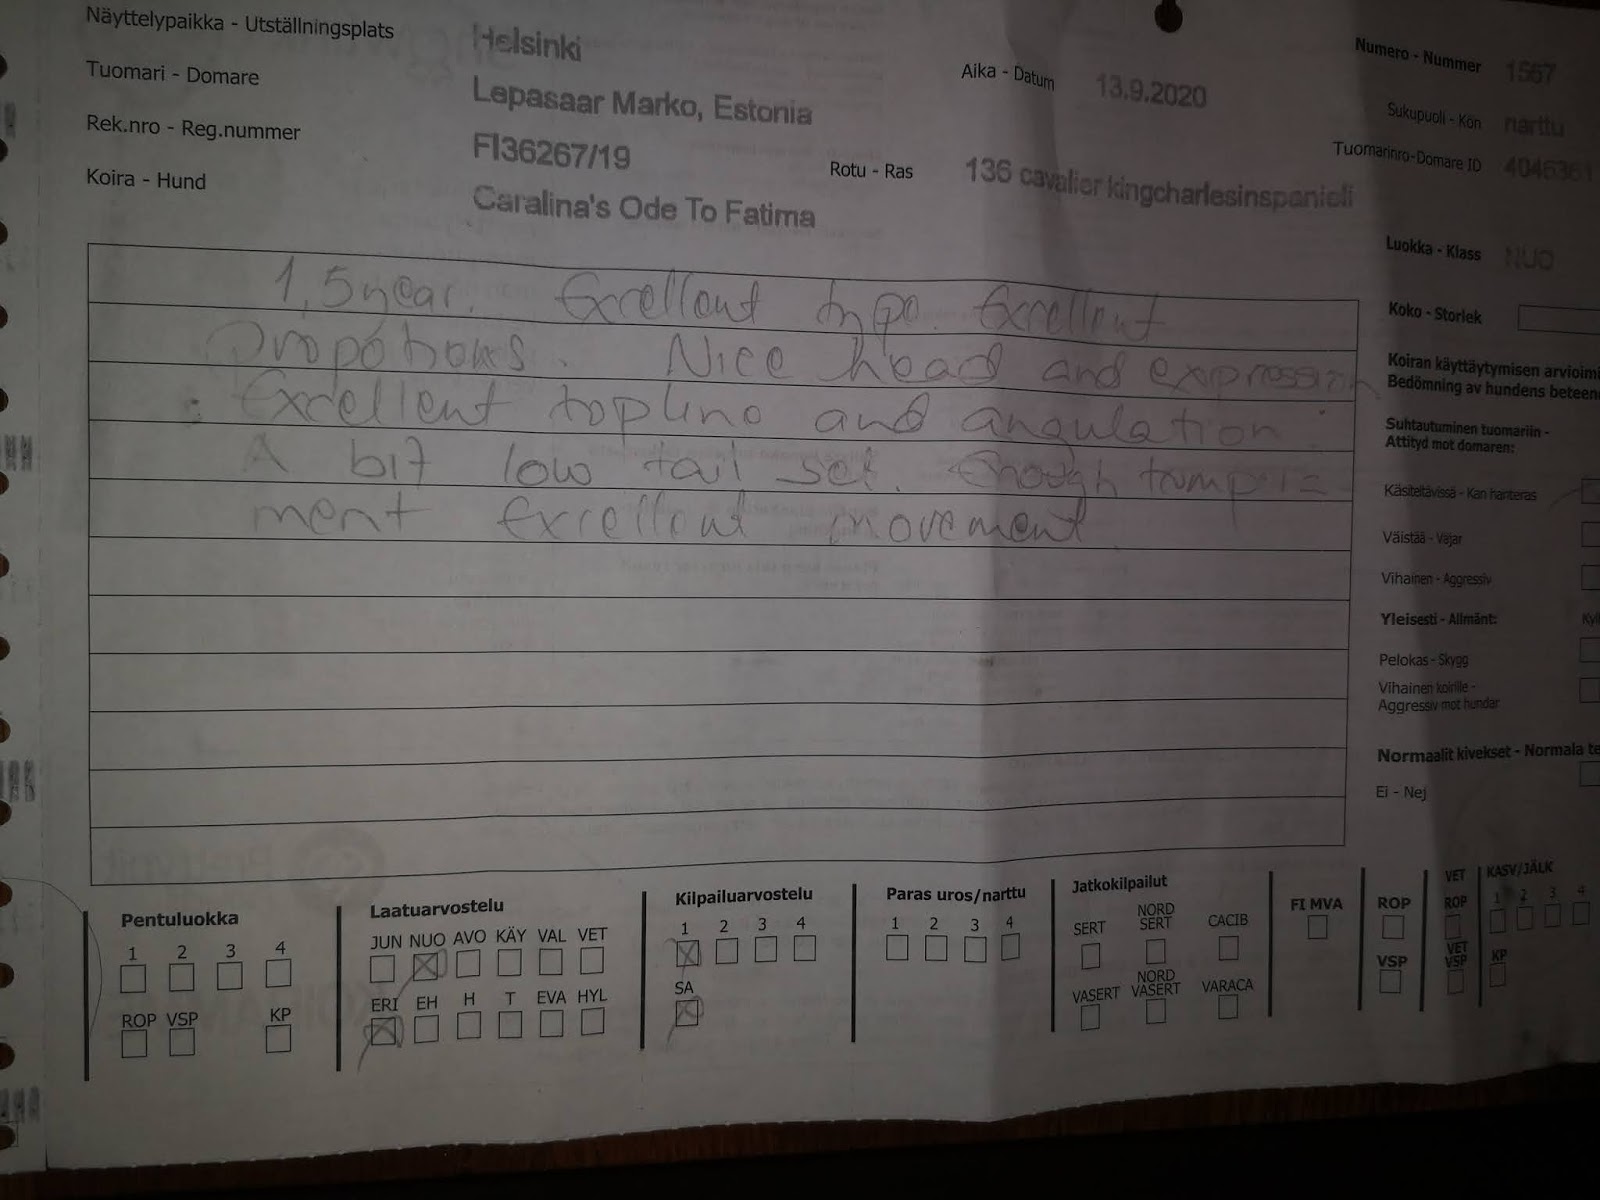 Näyttelypaikka - Utställningsplats Helsinki
Numero - Nummer 1567
Tuomari - Domare Lepasaar Marko, Estonia Aika - Datum 13.9.2020
Sukupuoli - Kön narttu
Rek.nro - Reg.nummer FI36267/19
Tuomarinro-Domare ID 4046361
Koira - Hund Caralina's Ode To Fatima Rotu - Ras 136 cavalier kingcharlesinspanieli
Luokka - Klass NUO
1,5 year. Excellent type. Excellent
Propotions. Nice head and expression
Excellent topline and angulation.
A bit low tail set. Enough
ment Excellent movement
Koko - Storlek
Koiran käyttäytymisen arvioimi
Bedömning av hundens beteen
Suhtautuminen tuomariin -
Attityd mot domaren:
Käsiteltävissä - Kan hanteras
Väistää - Vajar
Vihainen - Aggressiv
Yleisesti - Allmänt: Kyl
Pelokas - Skygg
Vihainen koirille -
Aggressiv mot hundar
Normaalit kivekset - Normala te
Ei - Nej
Pentuluokka
1 2 3 4
ROP VSP KP
Laatuarvostelu
JUN NUO AVO KÄY VAL VET
ERI EH H T EVA HYL
Kilpailuarvostelu
1 2 3 4
SA
Paras uros/narttu
1 2 3 4
Jatkokilpailut
SERT NORD SERT CACIB
VASERT NORD VASERT VARACA
FI MVA
ROP
VSP
VET
ROP
VET
VSP
KASV/JÄLK
1 2 3 4
KP